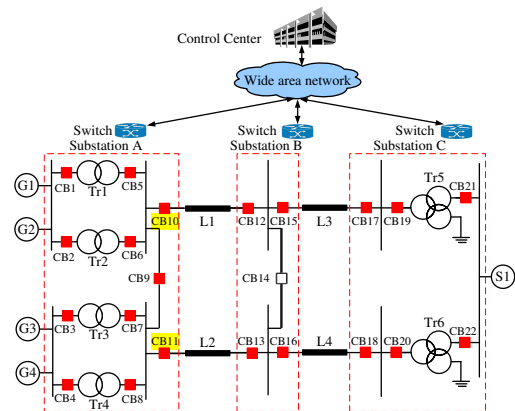 Control Center
Wide area network
Switch
Substation A
Switch
Substation B
Switch
Substation C
G1
CB1
Tr1
CB5
G2
CB2
Tr2
CB6
CB10
L1
CB12
CB15
L3
CB17
CB19
Tr5
CB21
CB9
CB14
S1
G3
CB3
Tr3
CB7
CB11
L2
CB13
CB16
L4
CB18
CB20
Tr6
CB22
G4
CB4
Tr4
CB8